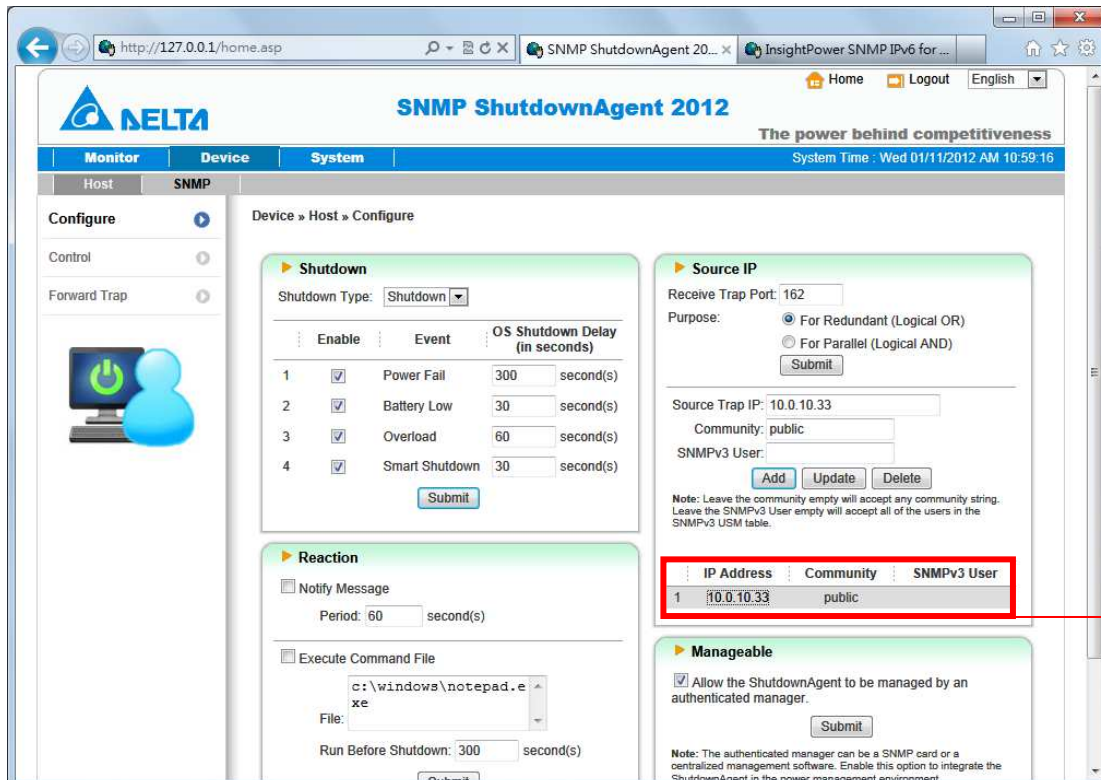 http://127.0.0.1/home.asp
SNMP ShutdownAgent 20...
InsightPower SNMP IPv6 for ...
Home
Logout
English
DELTA
SNMP ShutdownAgent 2012
The power behind competitiveness
Monitor
Device
System
System Time : Wed 01/11/2012 AM 10:59:16
Host
SNMP
Configure
Control
Forward Trap
Device » Host » Configure
Shutdown
Shutdown Type: Shutdown
Enable Event OS Shutdown Delay
(in seconds)
1 Power Fail 300 second(s)
2 Battery Low 30 second(s)
3 Overload 60 second(s)
4 Smart Shutdown 30 second(s)
Submit
Reaction
Notify Message
Period: 60 second(s)
Execute Command File
c:\windows\notepad.e
xe
File:
Run Before Shutdown: 300 second(s)
Submit
Source IP
Receive Trap Port: 162
Purpose: For Redundant (Logical OR)
For Parallel (Logical AND)
Submit
Source Trap IP: 10.0.10.33
Community: public
SNMPv3 User:
Add Update Delete
Note: Leave the community empty will accept any community string.
Leave the SNMPv3 User empty will accept all of the users in the
SNMPv3 USM table.
IP Address Community SNMPv3 User
1 10.0.10.33 public
Manageable
Allow the ShutdownAgent to be managed by an
authenticated manager.
Submit
Note: The authenticated manager can be a SNMP card or a
centralized management software. Enable this option to integrate the
ShutdownAgent in the power management environment.